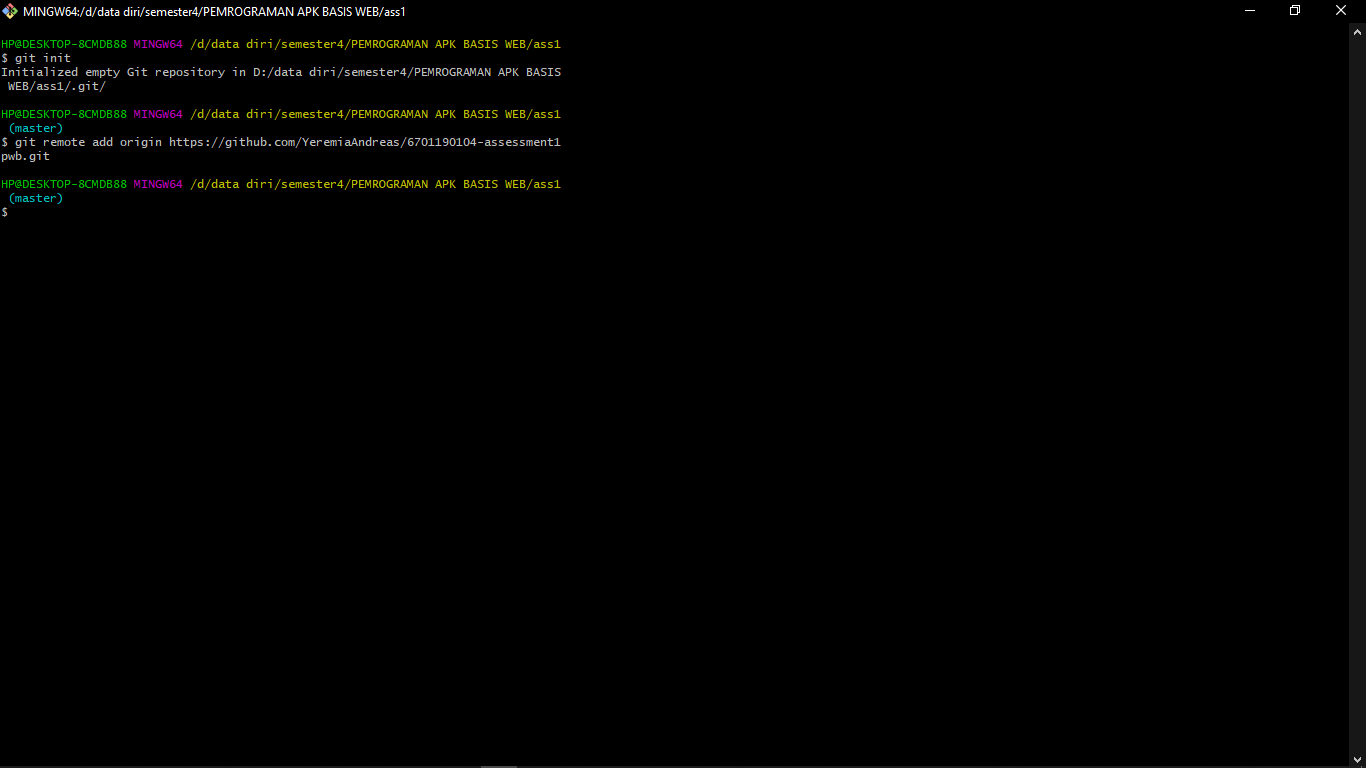 MINGW64:/d/data diri/semester4/PEMROGRAMAN APK BASIS WEB/ass1
HP@DESKTOP-8CMDB88 MINGW64 /d/data diri/semester4/PEMROGRAMAN APK BASIS WEB/ass1
$ git init
Initialized empty Git repository in D:/data diri/semester4/PEMROGRAMAN APK BASIS
WEB/ass1/.git/
HP@DESKTOP-8CMDB88 MINGW64 /d/data diri/semester4/PEMROGRAMAN APK BASIS WEB/ass1
(master)
$ git remote add origin https://github.com/YeremiaAndreas/6701190104-assessment1
pwb.git
HP@DESKTOP-8CMDB88 MINGW64 /d/data diri/semester4/PEMROGRAMAN APK BASIS WEB/ass1
(master)
$